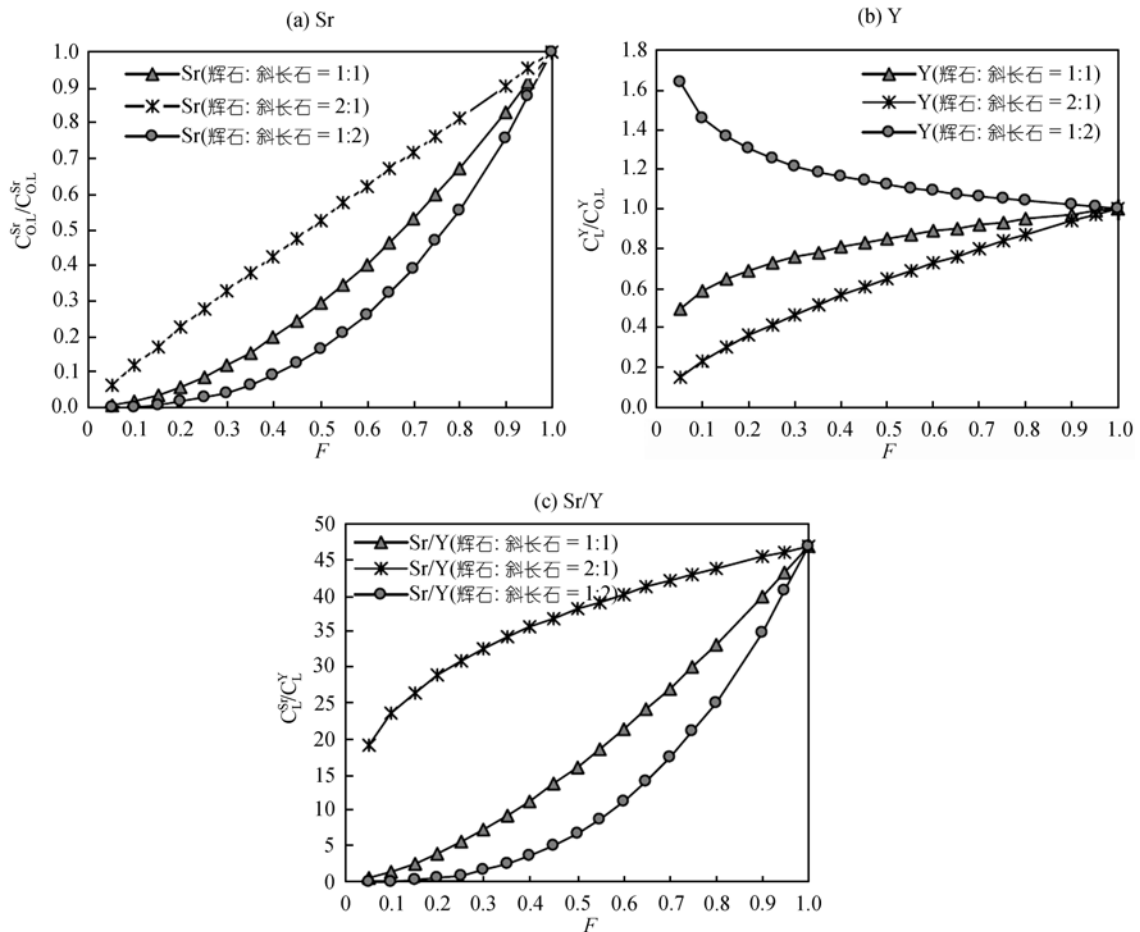 (a) Sr
1.0
0.9
0.8
0.7
0.6
0.5
0.4
0.3
0.2
0.1
0.0
C_{O.L}^{Sr}/C_{O.L}^{Sr}
Sr(辉石: 斜长石 = 1:1)
Sr(辉石: 斜长石 = 2:1)
Sr(辉石: 斜长石 = 1:2)
0 0.1 0.2 0.3 0.4 0.5 0.6 0.7 0.8 0.9 1.0
F
(b) Y
1.8
1.6
1.4
1.2
1.0
0.8
0.6
0.4
0.2
0.0
C_L^Y/C_{O.L}^Y
Y(辉石: 斜长石 = 1:1)
Y(辉石: 斜长石 = 2:1)
Y(辉石: 斜长石 = 1:2)
0 0.1 0.2 0.3 0.4 0.5 0.6 0.7 0.8 0.9 1.0
F
(c) Sr/Y
50
45
40
35
30
25
20
15
10
5
0
C_L^{Sr}/C_L^Y
Sr/Y(辉石: 斜长石 = 1:1)
Sr/Y(辉石: 斜长石 = 2:1)
Sr/Y(辉石: 斜长石 = 1:2)
0 0.1 0.2 0.3 0.4 0.5 0.6 0.7 0.8 0.9 1.0
F